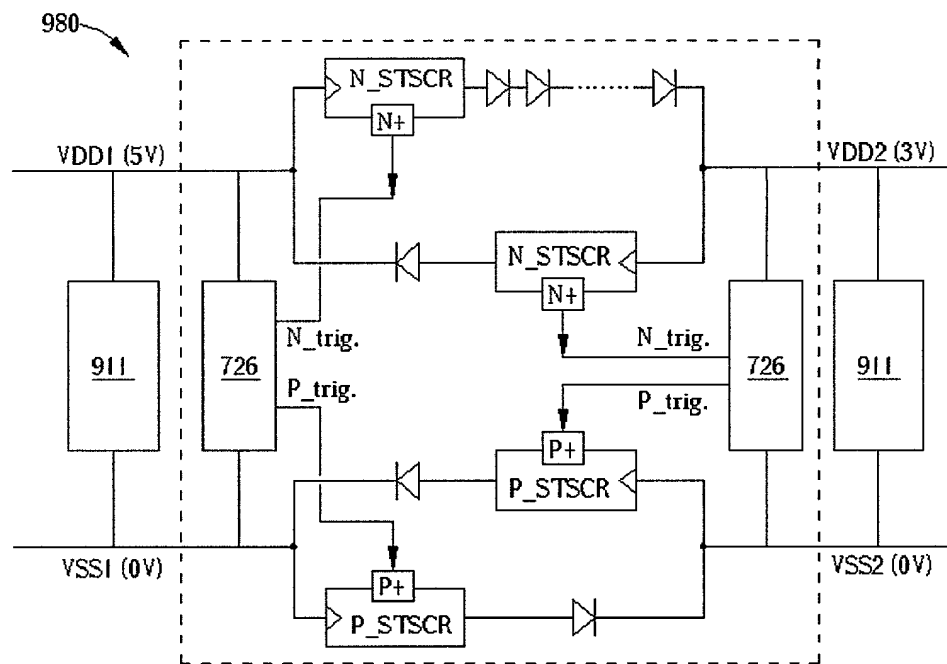 980
N_STSCR
N+
VDD1 (5V)
VDD2 (3V)
N_STSCR
N+
N_trig.
N_trig.
911
726
726
911
P_trig.
P_trig.
P+
P_STSCR
VSS1 (0V)
VSS2 (0V)
P+
P_STSCR